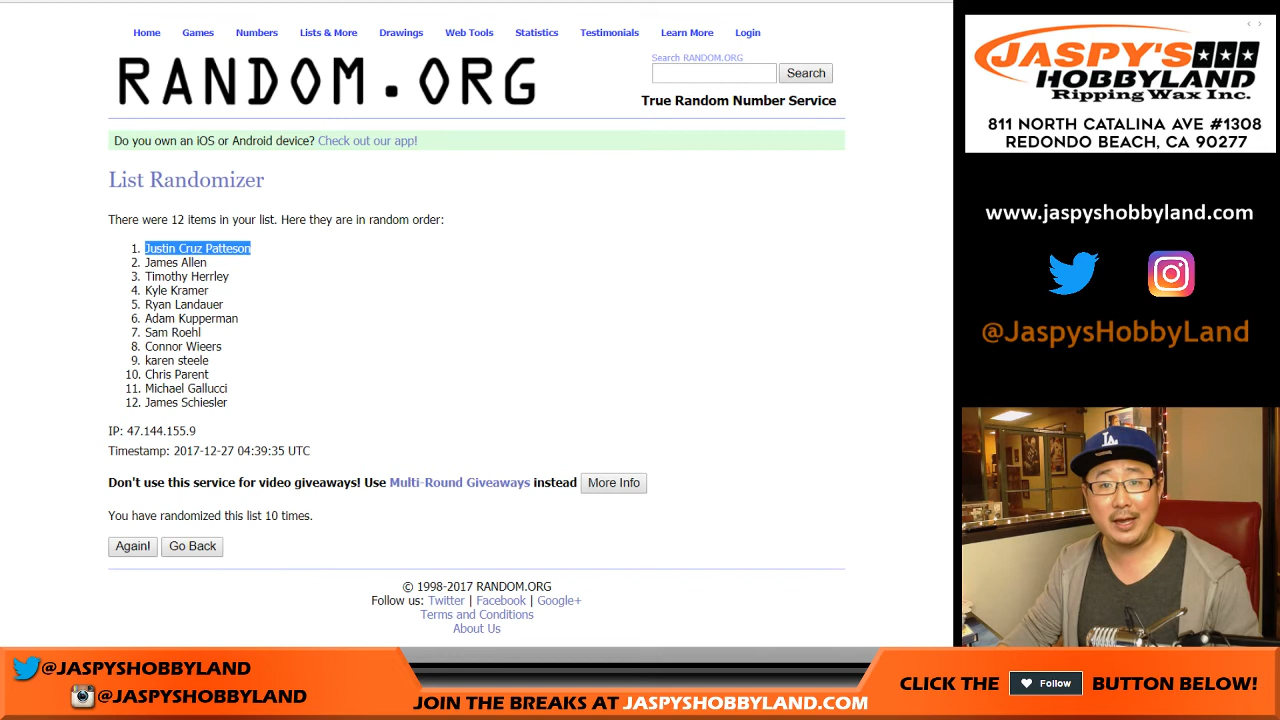 Home Games Numbers Lists & More Drawings Web Tools Statistics Testimonials Learn More Login
RANDOM.ORG
Search RANDOM.ORG
Search
True Random Number Service
Do you own an iOS or Android device? Check out our app!
List Randomizer
There were 12 items in your list. Here they are in random order:
1. Justin Cruz Patteson
2. James Allen
3. Timothy Herrley
4. Kyle Kramer
5. Ryan Landauer
6. Adam Kupperman
7. Sam Roehl
8. Connor Wieers
9. karen steele
10. Chris Parent
11. Michael Gallucci
12. James Schiesler
IP: 47.144.155.9
Timestamp: 2017-12-27 04:39:35 UTC
Don't use this service for video giveaways! Use Multi-Round Giveaways instead More Info
You have randomized this list 10 times.
Again! Go Back
© 1998-2017 RANDOM.ORG
Follow us: Twitter | Facebook | Google+
Terms and Conditions
About Us
JASPY'S
HOBBYLAND
Ripping Wax Inc.
811 NORTH CATALINA AVE #1308
REDONDO BEACH, CA 90277
www.jaspyshobbyland.com
@JaspysHobbyLand
LA
@JASPYSHOBBYLAND
@JASPYSHOBBYLAND
JOIN THE BREAKS AT JASPYSHOBBYLAND.COM
CLICK THE Follow BUTTON BELOW!